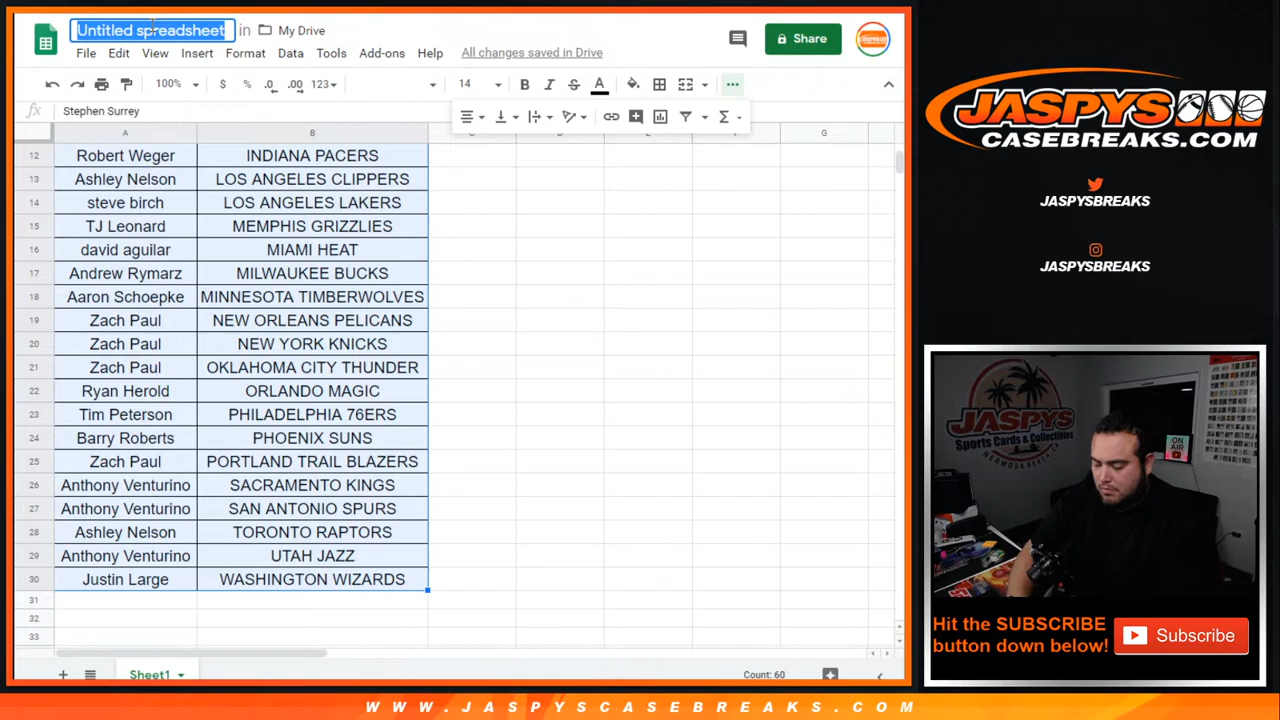 Untitled spreadsheet in My Drive
File Edit View Insert Format Data Tools Add-ons Help All changes saved in Drive
Share
100% $ % .0 .00 123 14 B I S A
fx Stephen Surrey
A B G
12 Robert Weger INDIANA PACERS
13 Ashley Nelson LOS ANGELES CLIPPERS
14 steve birch LOS ANGELES LAKERS
15 TJ Leonard MEMPHIS GRIZZLIES
16 david aguilar MIAMI HEAT
17 Andrew Rymarz MILWAUKEE BUCKS
18 Aaron Schoepke MINNESOTA TIMBERWOLVES
19 Zach Paul NEW ORLEANS PELICANS
20 Zach Paul NEW YORK KNICKS
21 Zach Paul OKLAHOMA CITY THUNDER
22 Ryan Herold ORLANDO MAGIC
23 Tim Peterson PHILADELPHIA 76ERS
24 Barry Roberts PHOENIX SUNS
25 Zach Paul PORTLAND TRAIL BLAZERS
26 Anthony Venturino SACRAMENTO KINGS
27 Anthony Venturino SAN ANTONIO SPURS
28 Ashley Nelson TORONTO RAPTORS
29 Anthony Venturino UTAH JAZZ
30 Justin Large WASHINGTON WIZARDS
31
32
33
Sheet1 Count: 60
JASPYS
CASEBREAKS.COM
JASPYSBREAKS
JASPYSBREAKS
JASPYS
Sports Cards & Collectibles
HERMOSA BEACH
ON
AIR
Hit the SUBSCRIBE
button down below!
Subscribe
WWW.JASPYSCASEBREAKS.COM